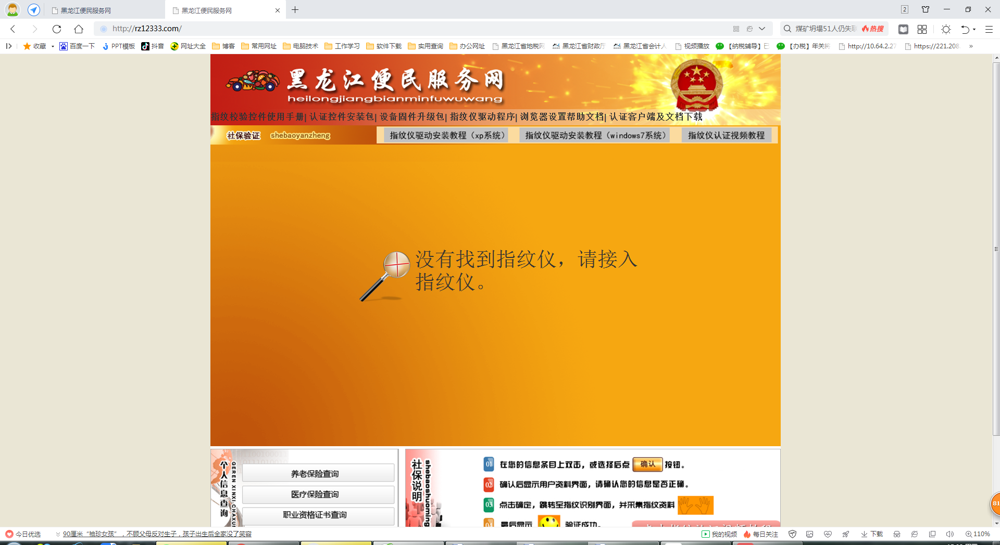 黑龙江便民服务网
黑龙江便民服务网
2
http://rz12333.com/
煤矿坍塌51人仍失联
热搜
收藏
百度一下
PPT模板
抖音
网址大全
博客
常用网址
电脑技术
工作学习
软件下载
实用查询
办公网址
黑龙江省地税网
黑龙江省财政厅
黑龙江省会计人
视频播放
【纳税辅导】已
【办税】年关将
http://10.64.2.27
https://221.208.
»
黑龙江便民服务网
heilongjiangbianminfuwuwang
指纹校验控件使用手册| 认证控件安装包| 设备固件升级包| 指纹仪驱动程序| 浏览器设置帮助文档| 认证客户端及文档下载
社保验证 shebaoyanzheng
指纹仪驱动安装教程（xp系统）
指纹仪驱动安装教程（windows7系统）
指纹仪认证视频教程
没有找到指纹仪，请接入
指纹仪。
个人信息查询
GEREN XINXI CHAXUN
养老保险查询
医疗保险查询
职业资格证书查询
社保说明
shebaoshuoming
01 在您的信息条目上双击，或选择后点 确认 按钮。
02 确认后显示用户资料界面，请确认您的信息是否正确。
03 点击确定，跳转至指纹识别界面，并采集指纹资料
04 最后显示 验证成功。
81
今日优选
90厘米“袖珍女孩”，不顾父母反对生子，孩子出生后全家没了笑容
我的视频
每日关注
下载
110%